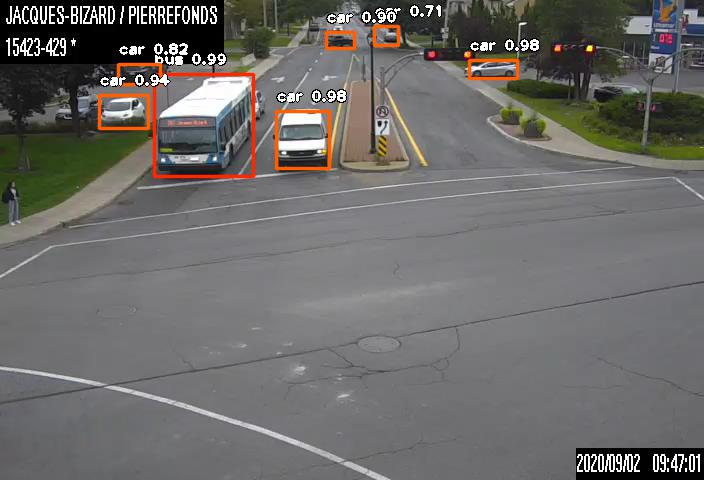 JACQUES-BIZARD / PIERREFONDS
15423-429 *
car 0.90
car 0.71
car 0.82
bus 0.99
car 0.98
car 0.94
car 0.98
2020/09/02 09:47:01